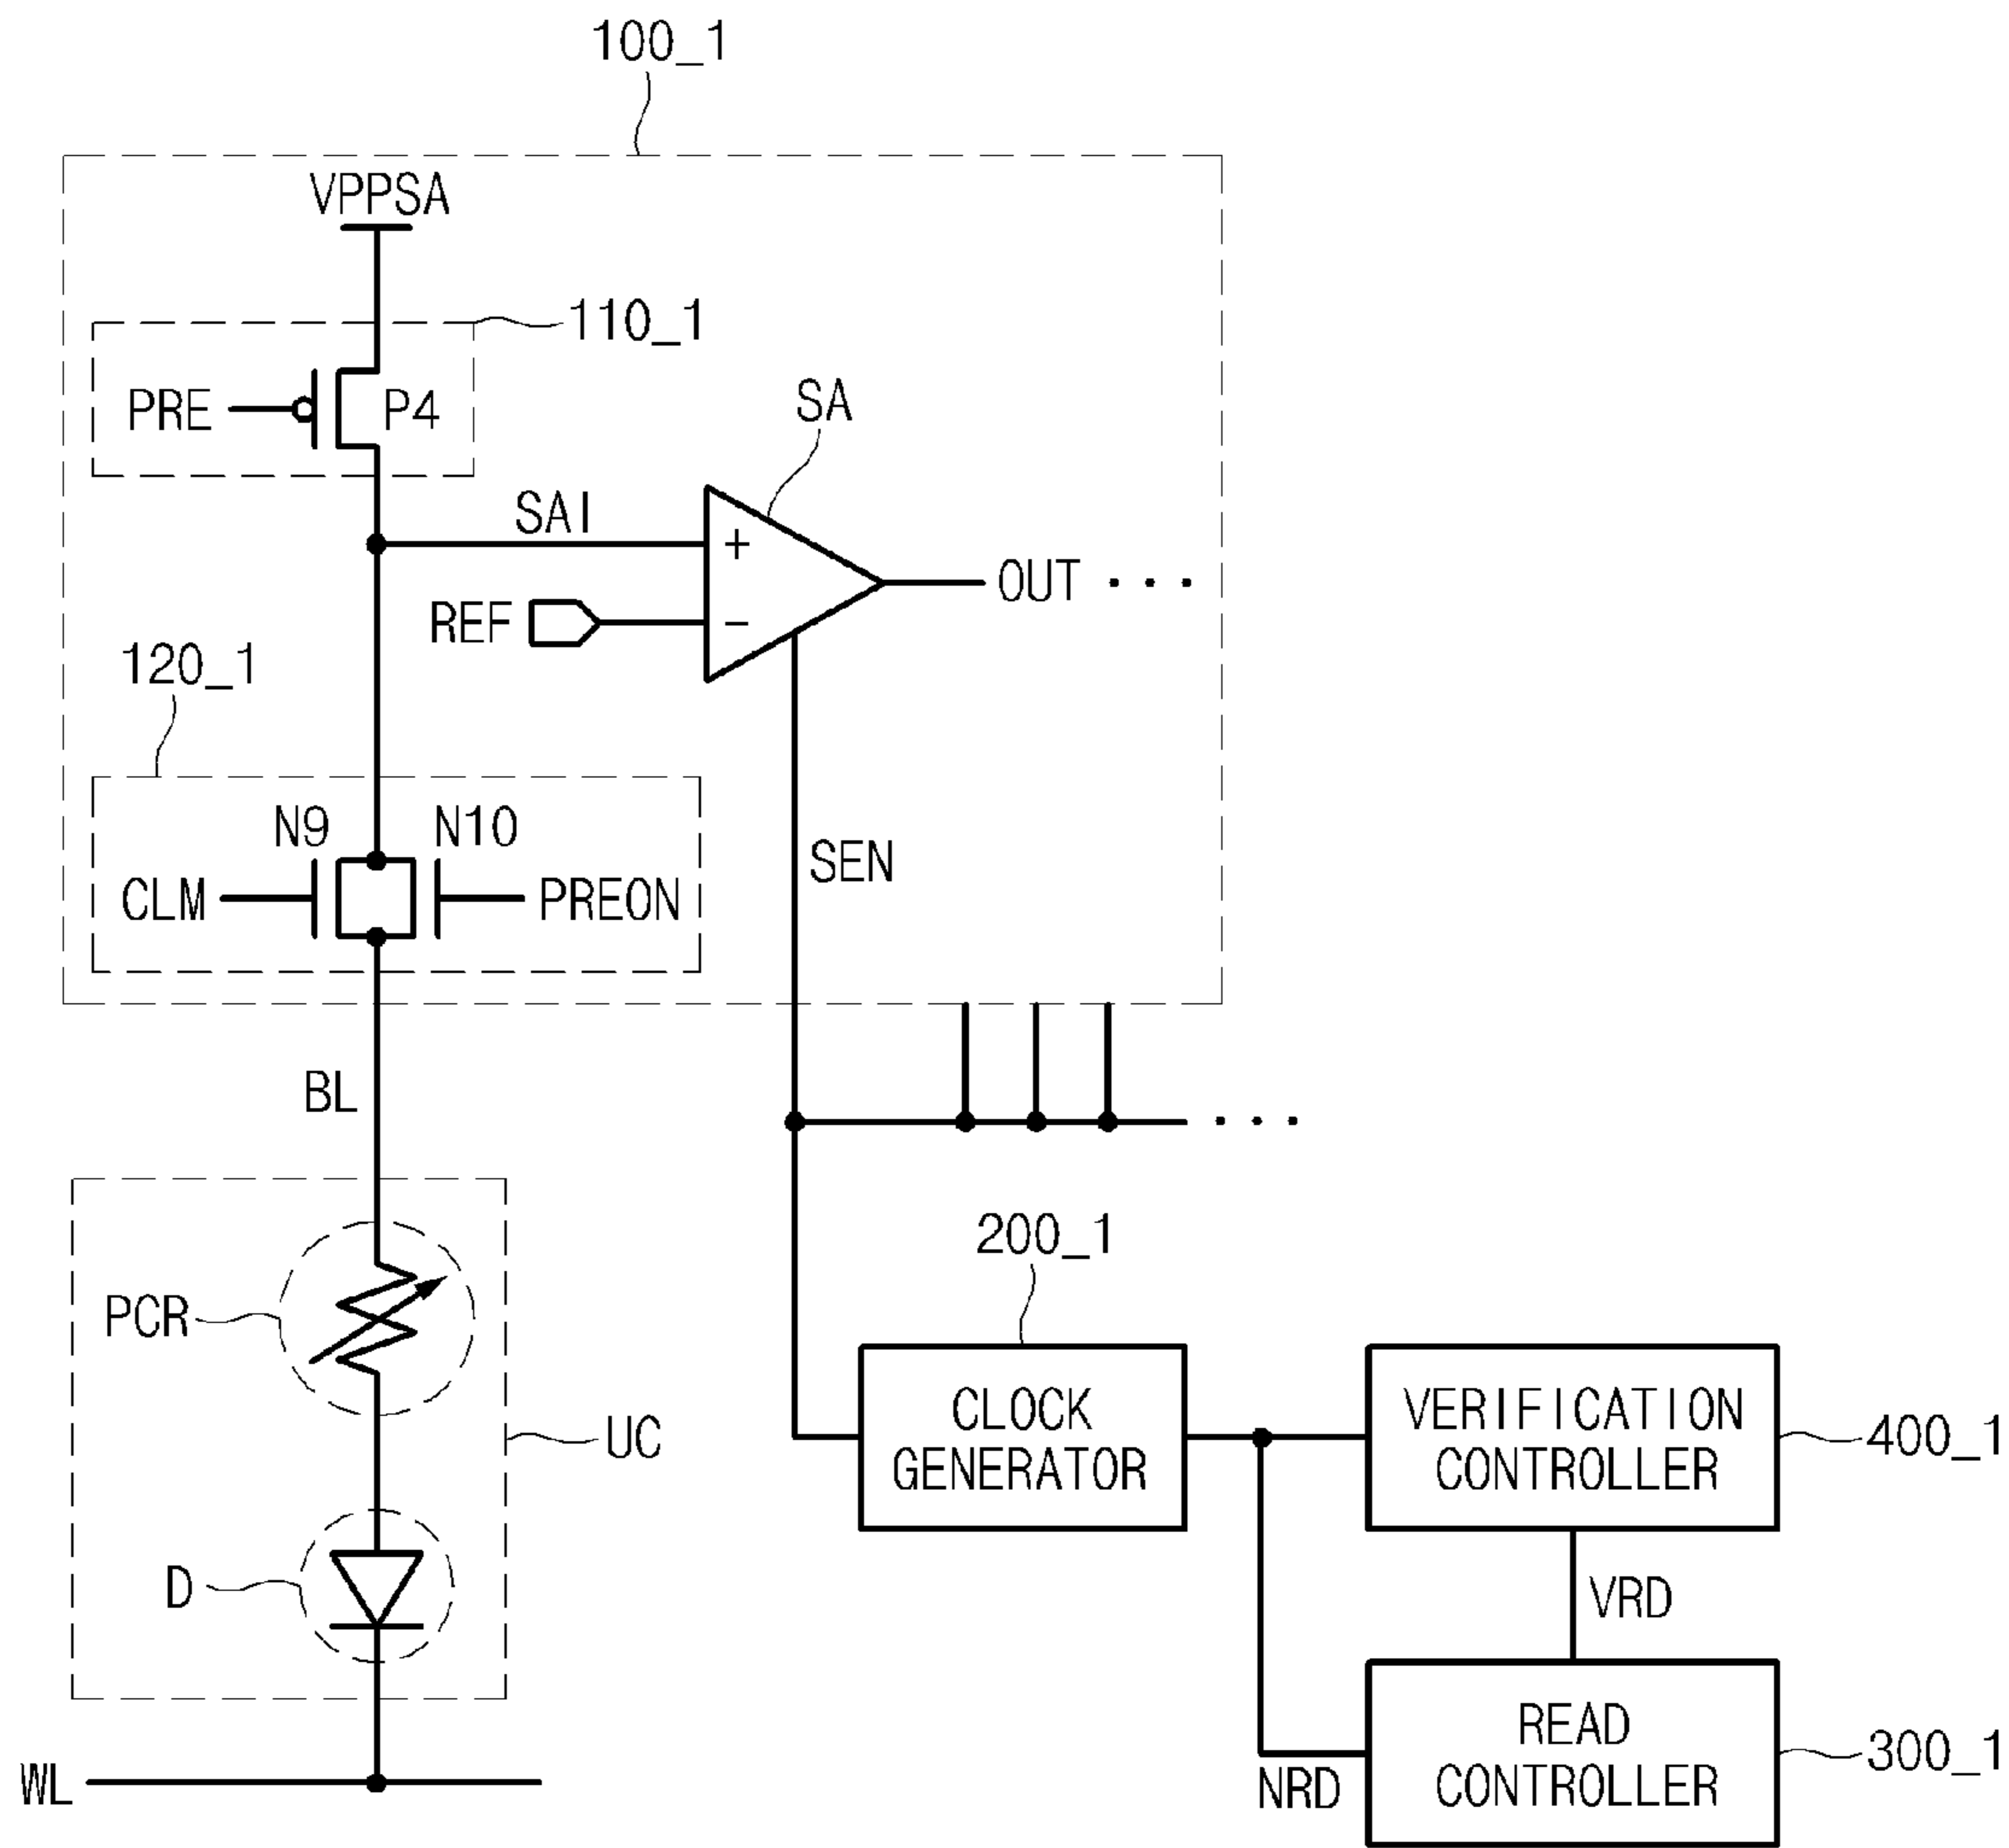 100_1
VPPSA
110_1
PRE
P4
SA
SAI
+
OUT ...
REF
−
120_1
N9
N10
CLM
PREON
SEN
BL
...
200_1
PCR
CLOCK
GENERATOR
VERIFICATION
CONTROLLER
400_1
UC
D
VRD
READ
CONTROLLER
300_1
NRD
WL